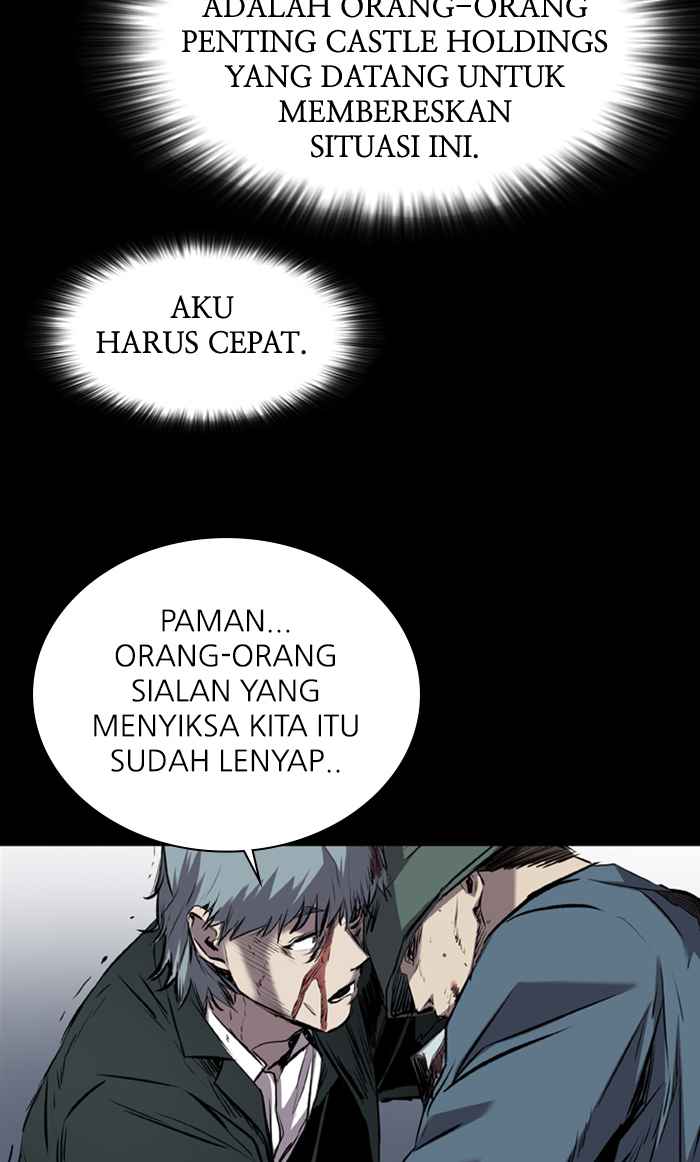 ADALAH ORANG-ORANG
PENTING CASTLE HOLDINGS
YANG DATANG UNTUK
MEMBERESKAN
SITUASI INI.
AKU
HARUS CEPAT.
PAMAN...
ORANG-ORANG
SIALAN YANG
MENYIKSA KITA ITU
SUDAH LENYAP..